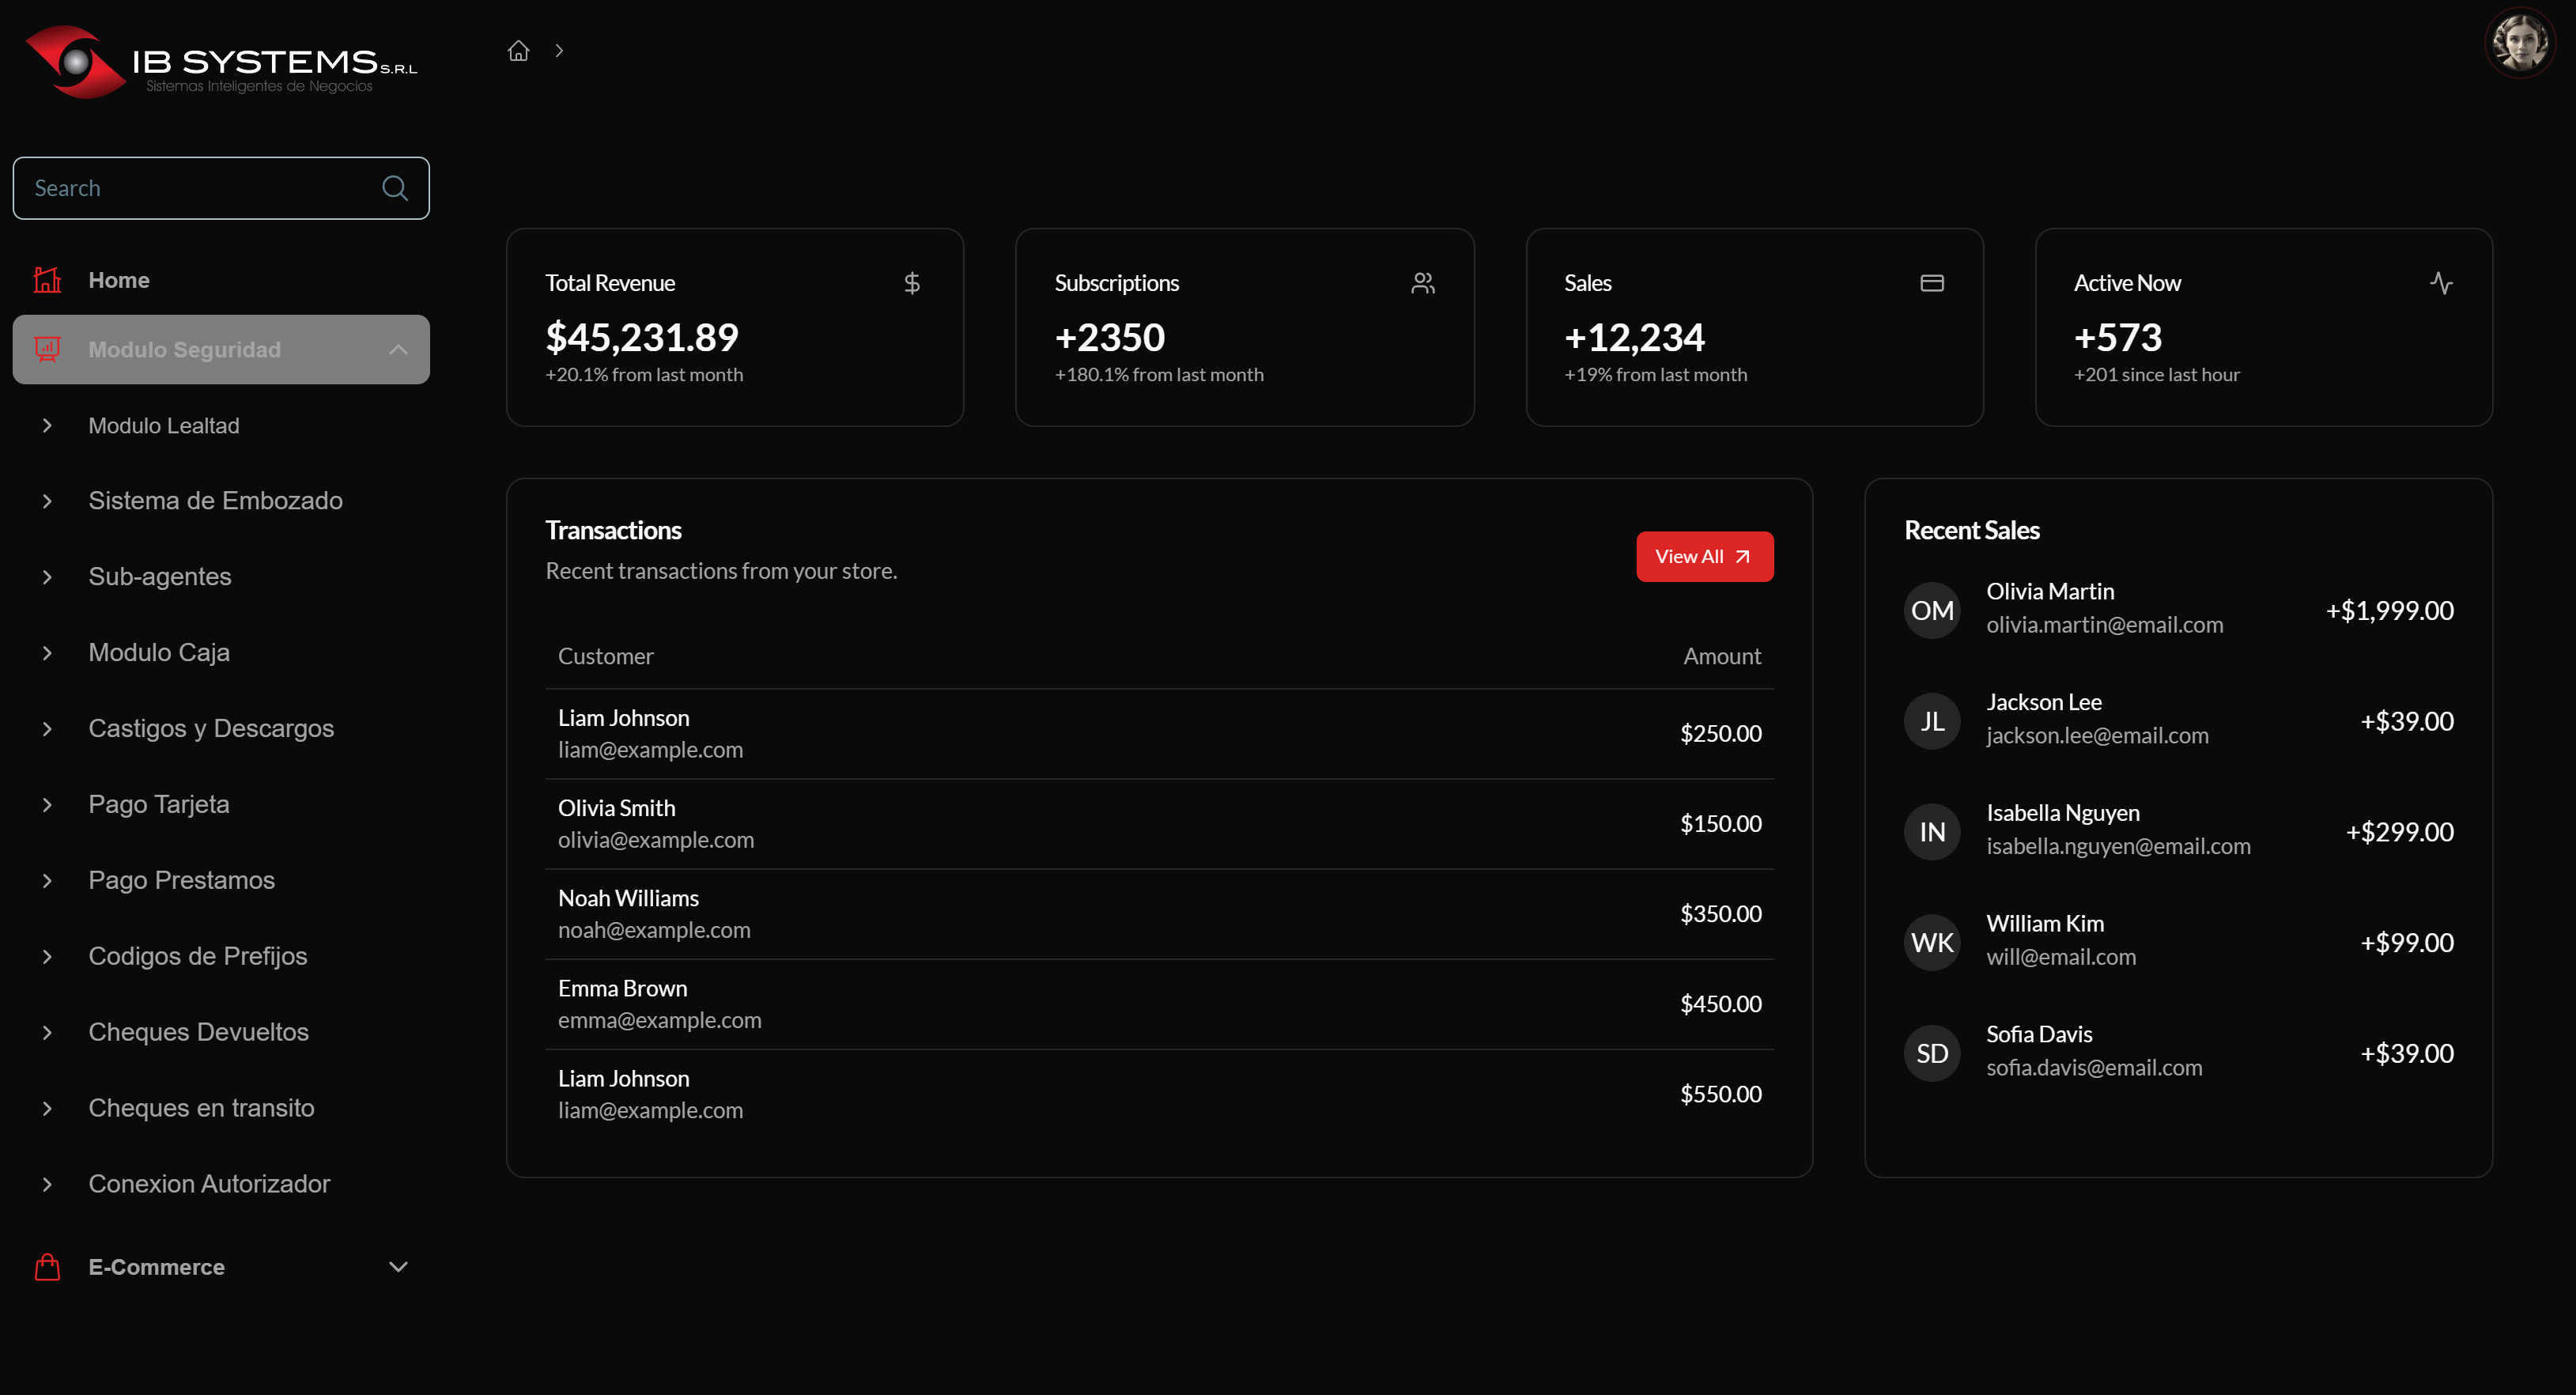 IB SYSTEMS S.R.L
Sistemas Inteligentes de Negocios
Search
Home
Modulo Seguridad
Modulo Lealtad
Sistema de Embozado
Sub-agentes
Modulo Caja
Castigos y Descargos
Pago Tarjeta
Pago Prestamos
Codigos de Prefijos
Cheques Devueltos
Cheques en transito
Conexion Autorizador
E-Commerce
Total Revenue
$45,231.89
+20.1% from last month
Subscriptions
+2350
+180.1% from last month
Sales
+12,234
+19% from last month
Active Now
+573
+201 since last hour
Transactions
Recent transactions from your store.
View All
Customer Amount
Liam Johnson
liam@example.com
$250.00
Olivia Smith
olivia@example.com
$150.00
Noah Williams
noah@example.com
$350.00
Emma Brown
emma@example.com
$450.00
Liam Johnson
liam@example.com
$550.00
Recent Sales
OM
Olivia Martin
olivia.martin@email.com
+$1,999.00
JL
Jackson Lee
jackson.lee@email.com
+$39.00
IN
Isabella Nguyen
isabella.nguyen@email.com
+$299.00
WK
William Kim
will@email.com
+$99.00
SD
Sofia Davis
sofia.davis@email.com
+$39.00